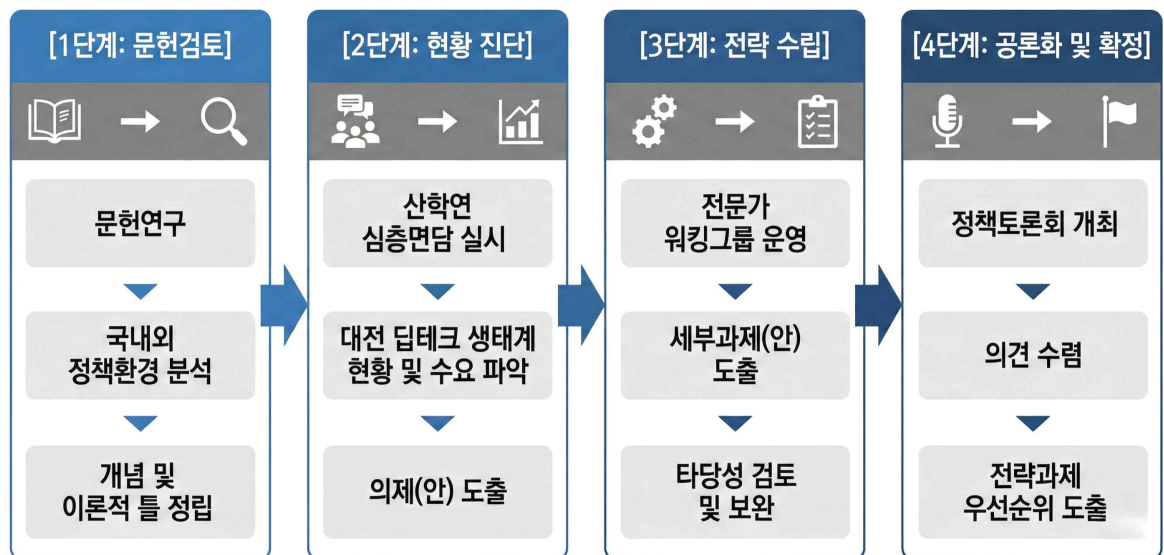 [1단계: 문헌검토]
문헌연구
국내외
정책환경 분석
개념 및
이론적 틀 정립
[2단계: 현황 진단]
산학연
심층면담 실시
대전 딥테크 생태계
현황 및 수요 파악
의제(안) 도출
[3단계: 전략 수립]
전문가
워킹그룹 운영
세부과제(안)
도출
타당성 검토
및 보완
[4단계: 공론화 및 확정]
정책토론회 개최
의견 수렴
전략과제
우선순위 도출